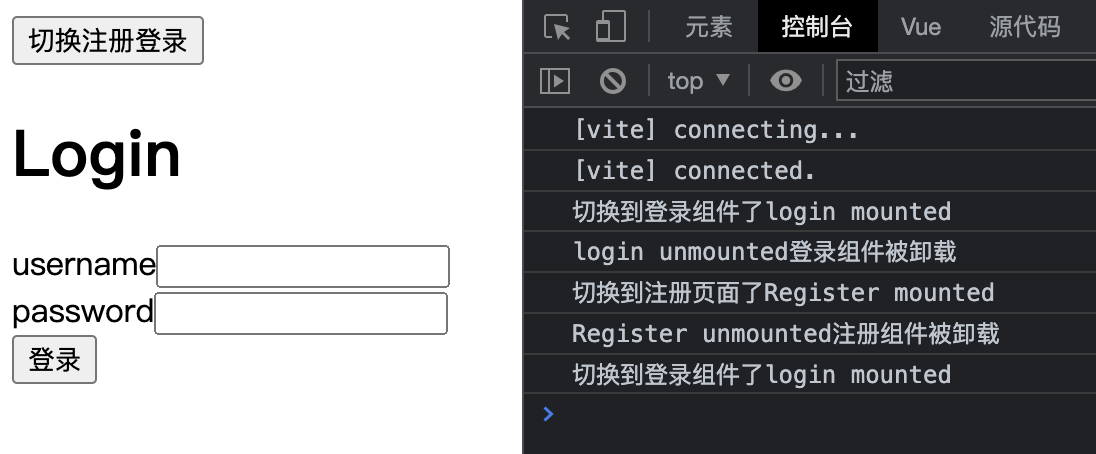 切换注册登录
Login
username
password
登录
元素 控制台 Vue 源代码
top 过滤
[vite] connecting...
[vite] connected.
切换到登录组件了login mounted
login unmounted登录组件被卸载
切换到注册页面了Register mounted
Register unmounted注册组件被卸载
切换到登录组件了login mounted